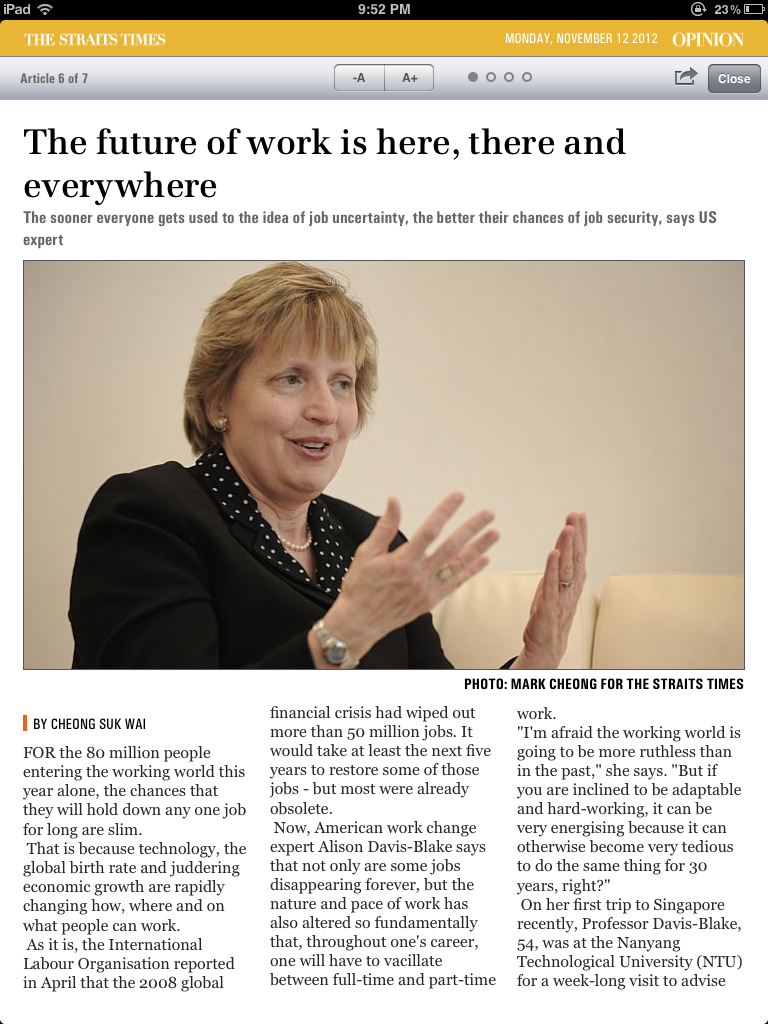 iPad
9:52 PM
23%
THE STRAITS TIMES
MONDAY, NOVEMBER 12 2012
OPINION
Article 6 of 7
-A
A+
Close
The future of work is here, there and
everywhere
The sooner everyone gets used to the idea of job uncertainty, the better their chances of job security, says US
expert
PHOTO: MARK CHEONG FOR THE STRAITS TIMES
BY CHEONG SUK WAI
FOR the 80 million people
entering the working world this
year alone, the chances that
they will hold down any one job
for long are slim.
That is because technology, the
global birth rate and juddering
economic growth are rapidly
changing how, where and on
what people can work.
As it is, the International
Labour Organisation reported
in April that the 2008 global
financial crisis had wiped out
more than 50 million jobs. It
would take at least the next five
years to restore some of those
jobs - but most were already
obsolete.
Now, American work change
expert Alison Davis-Blake says
that not only are some jobs
disappearing forever, but the
nature and pace of work has
also altered so fundamentally
that, throughout one's career,
one will have to vacillate
between full-time and part-time
work.
"I'm afraid the working world is
going to be more ruthless than
in the past," she says. "But if
you are inclined to be adaptable
and hard-working, it can be
very energising because it can
otherwise become very tedious
to do the same thing for 30
years, right?"
On her first trip to Singapore
recently, Professor Davis-Blake,
54, was at the Nanyang
Technological University (NTU)
for a week-long visit to advise